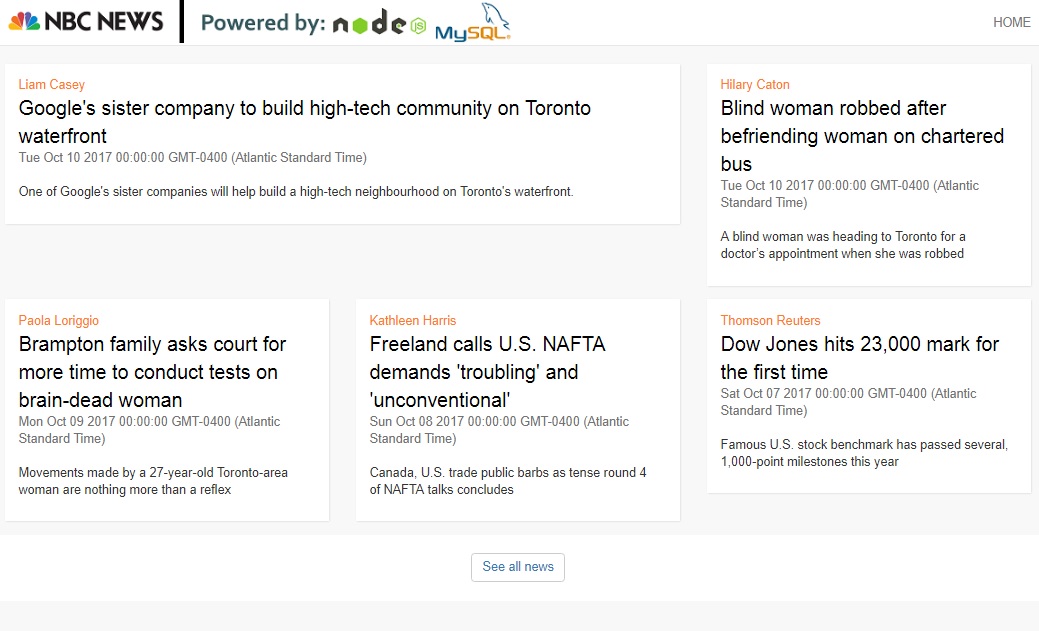 NBC NEWS Powered by: node JS MySQL HOME
Liam Casey
Google's sister company to build high-tech community on Toronto
waterfront
Tue Oct 10 2017 00:00:00 GMT-0400 (Atlantic Standard Time)
One of Google's sister companies will help build a high-tech neighbourhood on Toronto's waterfront.
Hilary Caton
Blind woman robbed after
befriending woman on chartered
bus
Tue Oct 10 2017 00:00:00 GMT-0400 (Atlantic
Standard Time)
A blind woman was heading to Toronto for a
doctor's appointment when she was robbed
Paola Loriggio
Brampton family asks court for
more time to conduct tests on
brain-dead woman
Mon Oct 09 2017 00:00:00 GMT-0400 (Atlantic
Standard Time)
Movements made by a 27-year-old Toronto-area
woman are nothing more than a reflex
Kathleen Harris
Freeland calls U.S. NAFTA
demands 'troubling' and
'unconventional'
Sun Oct 08 2017 00:00:00 GMT-0400 (Atlantic
Standard Time)
Canada, U.S. trade public barbs as tense round 4
of NAFTA talks concludes
Thomson Reuters
Dow Jones hits 23,000 mark for
the first time
Sat Oct 07 2017 00:00:00 GMT-0400 (Atlantic
Standard Time)
Famous U.S. stock benchmark has passed several,
1,000-point milestones this year
See all news